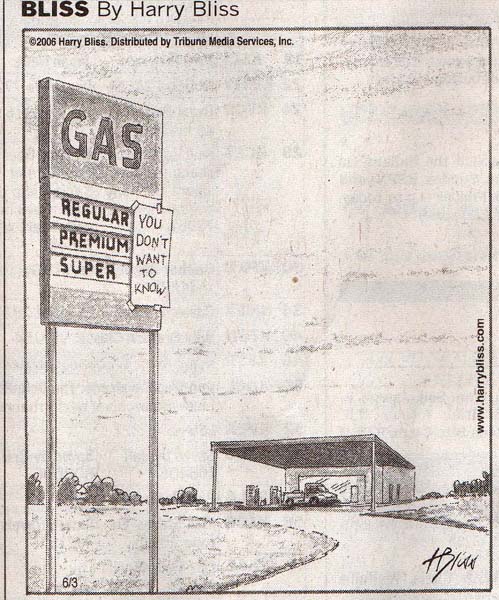 BLISS By Harry Bliss
©2006 Harry Bliss. Distributed by Tribune Media Services, Inc.
GAS
REGULAR
PREMIUM
SUPER
YOU
DON'T
WANT
TO
KNOW
www.harrybliss.com
HBliss
6/3